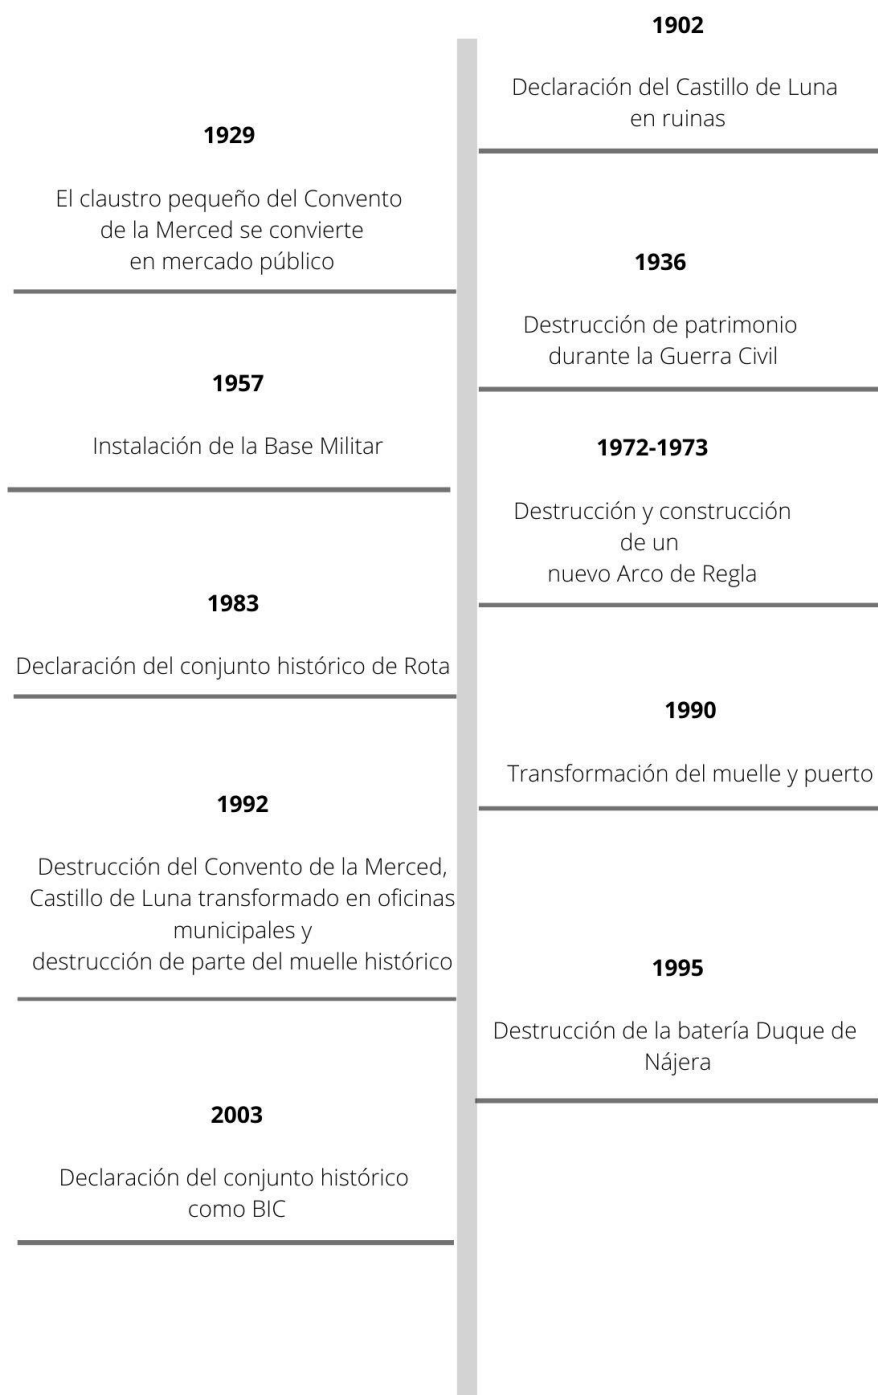 1902
Declaración del Castillo de Luna
en ruinas
1929
El claustro pequeño del Convento
de la Merced se convierte
en mercado público
1936
Destrucción de patrimonio
durante la Guerra Civil
1957
Instalación de la Base Militar
1972-1973
Destrucción y construcción
de un
nuevo Arco de Regla
1983
Declaración del conjunto histórico de Rota
1990
Transformación del muelle y puerto
1992
Destrucción del Convento de la Merced,
Castillo de Luna transformado en oficinas
municipales y
destrucción de parte del muelle histórico
1995
Destrucción de la batería Duque de
Nájera
2003
Declaración del conjunto histórico
como BIC